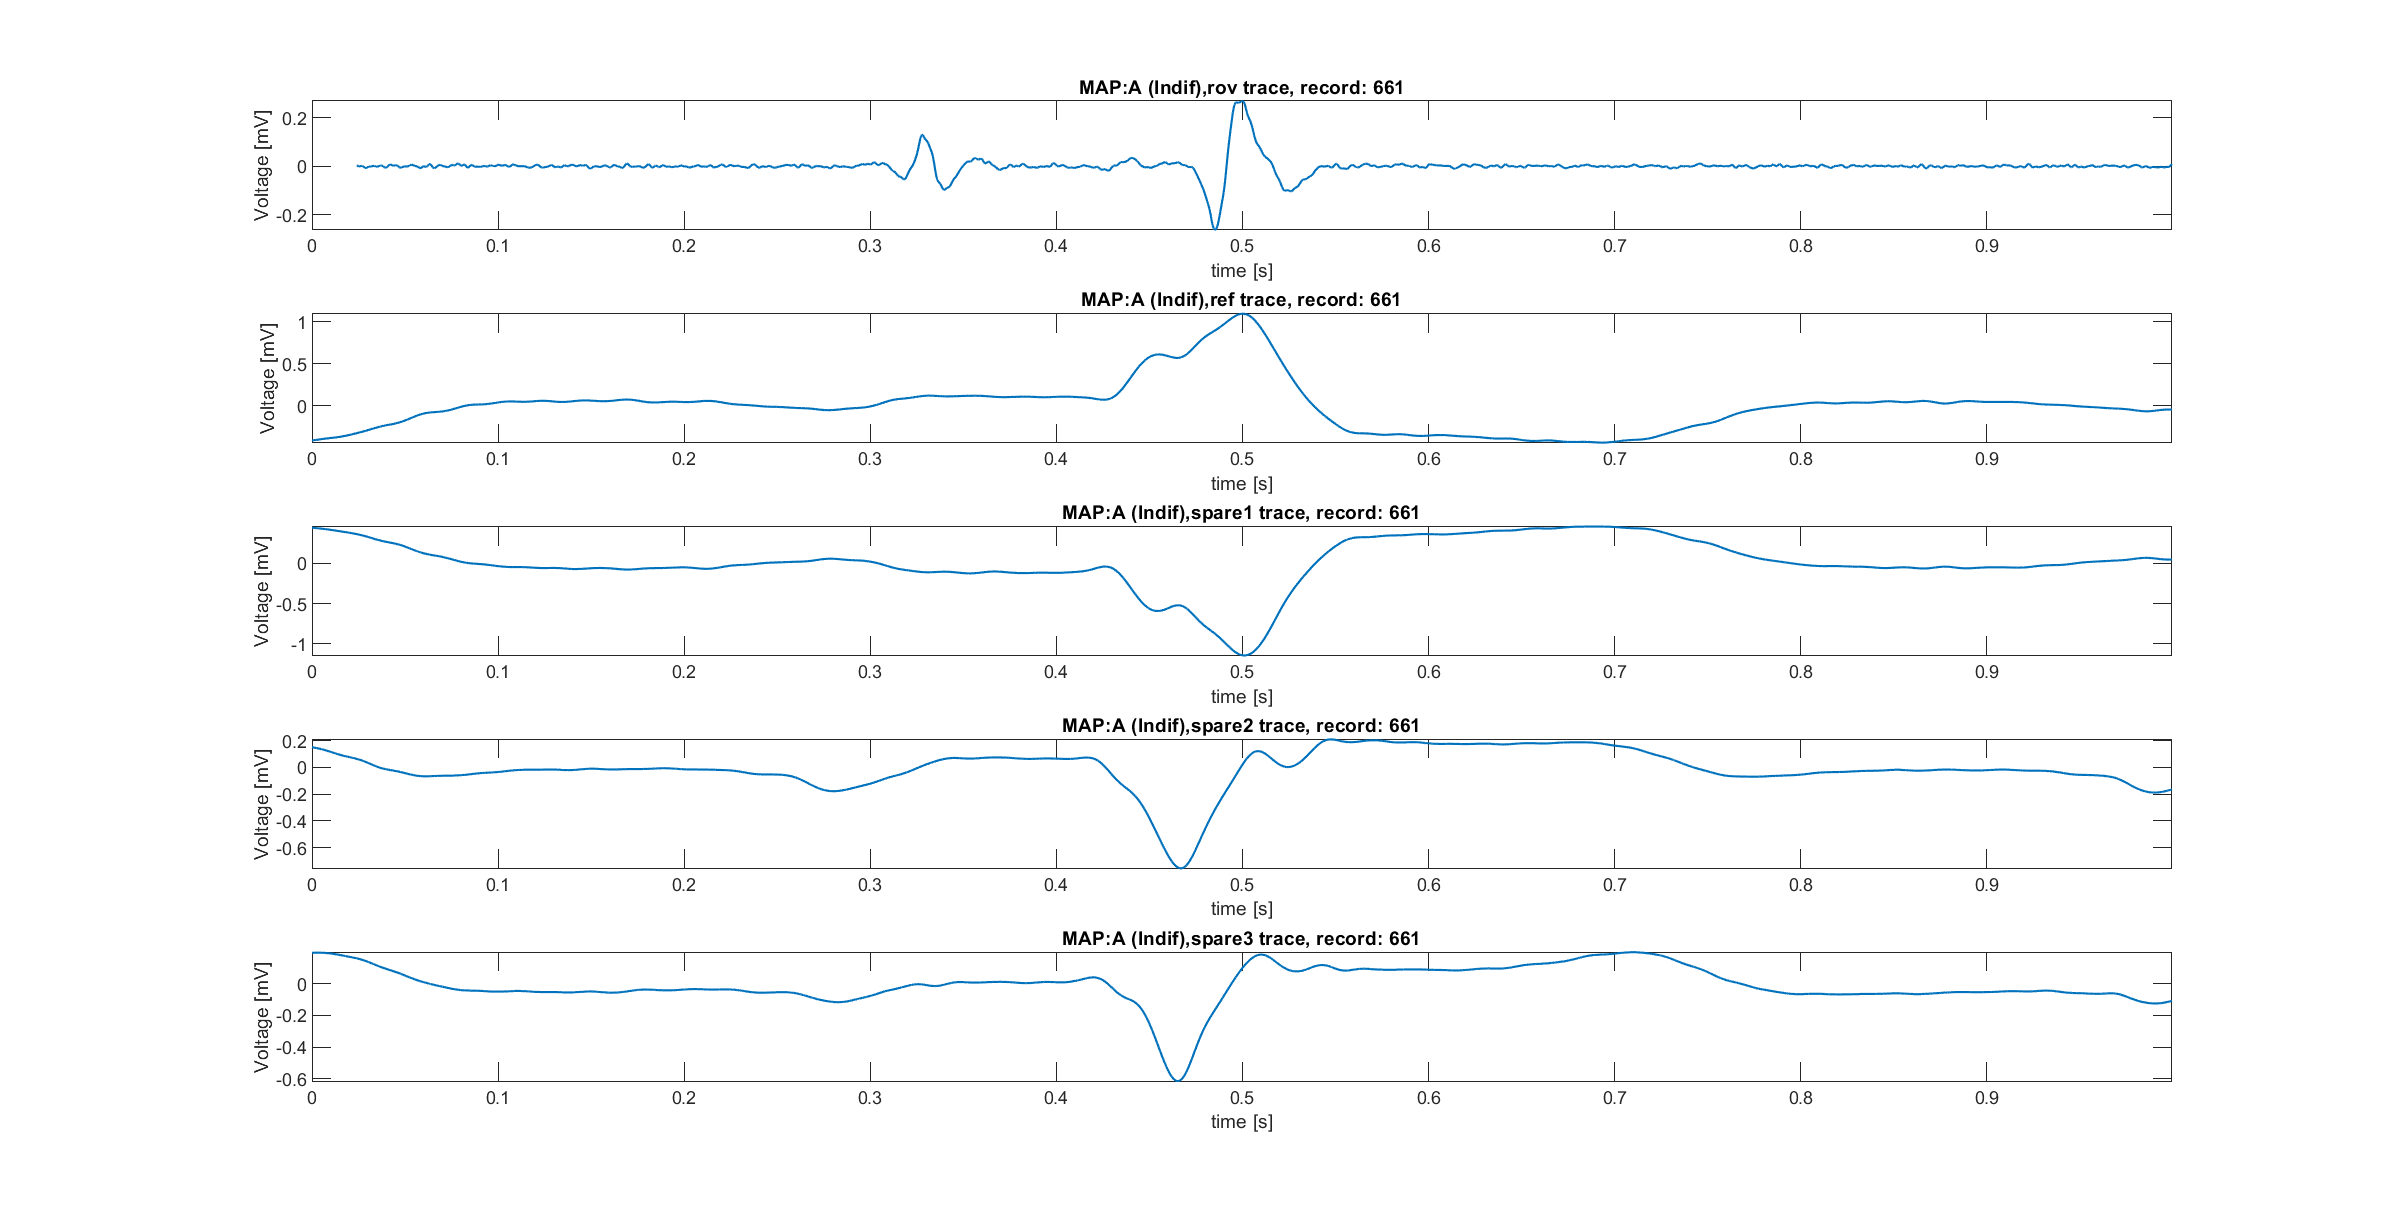 MAP:A (Indif),rov trace, record: 661
Voltage [mV]
0.2
0
-0.2
0 0.1 0.2 0.3 0.4 0.5 0.6 0.7 0.8 0.9
time [s]
MAP:A (Indif),ref trace, record: 661
Voltage [mV]
1
0.5
0
0 0.1 0.2 0.3 0.4 0.5 0.6 0.7 0.8 0.9
time [s]
MAP:A (Indif),spare1 trace, record: 661
Voltage [mV]
0
-0.5
-1
0 0.1 0.2 0.3 0.4 0.5 0.6 0.7 0.8 0.9
time [s]
MAP:A (Indif),spare2 trace, record: 661
Voltage [mV]
0.2
0
-0.2
-0.4
-0.6
0 0.1 0.2 0.3 0.4 0.5 0.6 0.7 0.8 0.9
time [s]
MAP:A (Indif),spare3 trace, record: 661
Voltage [mV]
0
-0.2
-0.4
-0.6
0 0.1 0.2 0.3 0.4 0.5 0.6 0.7 0.8 0.9
time [s]